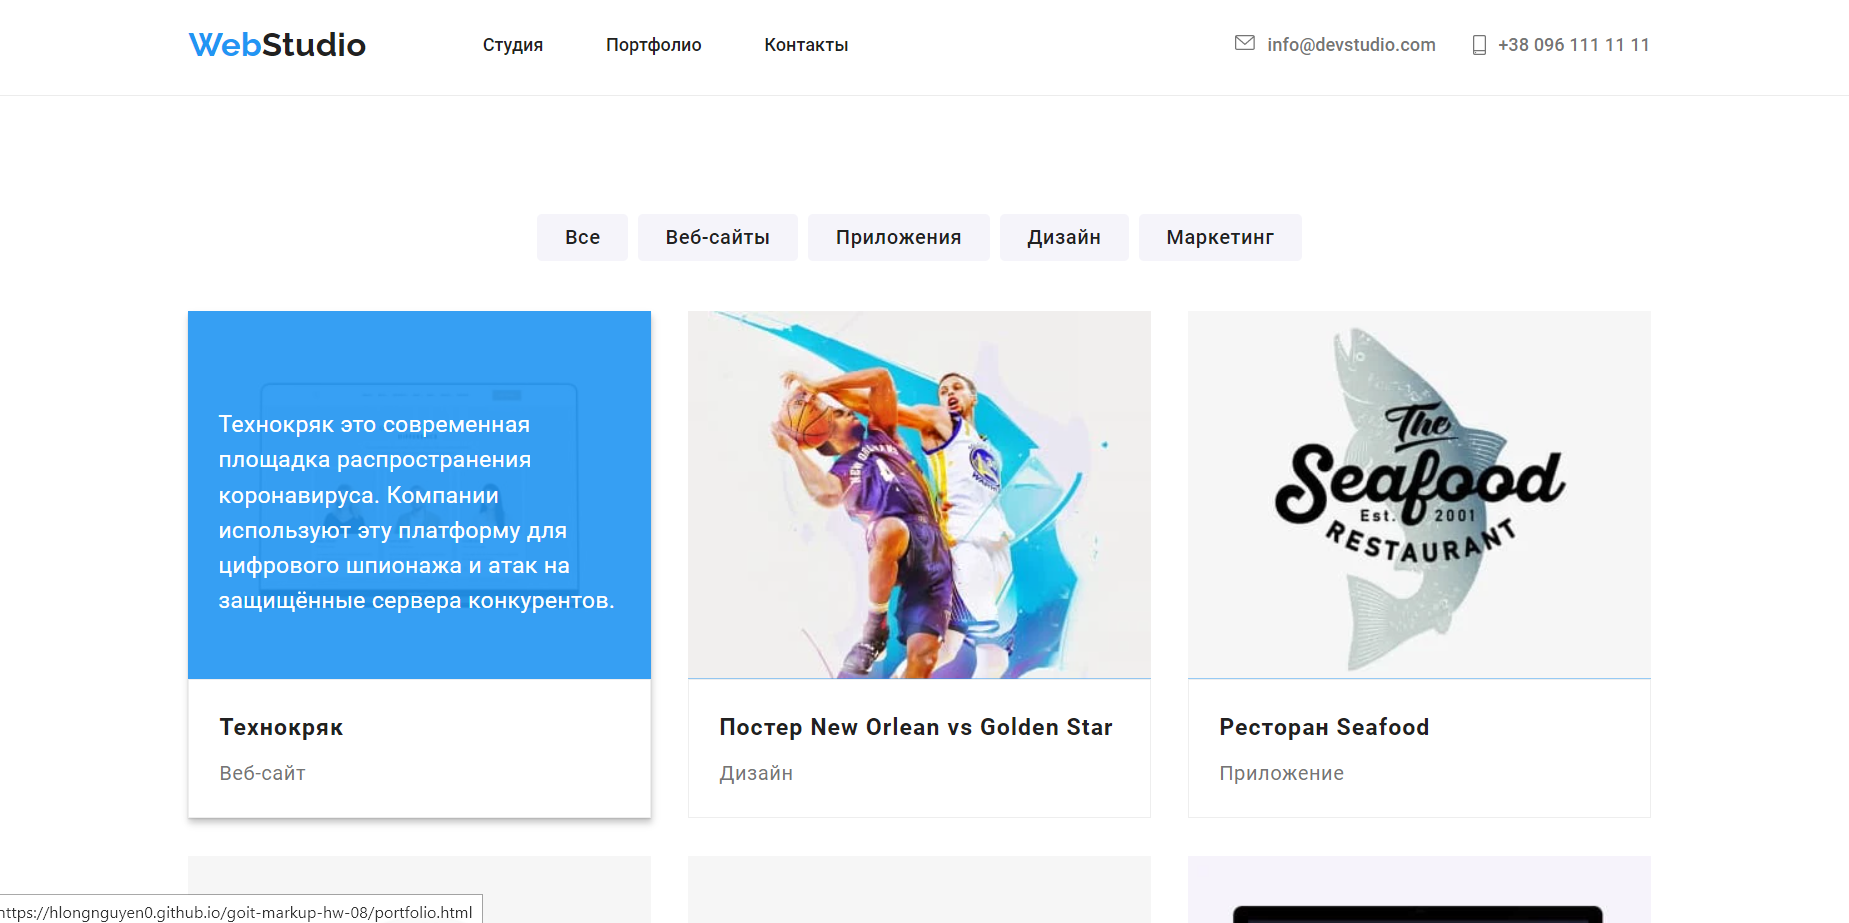 WebStudio
Студия
Портфолио
Контакты
info@devstudio.com
+38 096 111 11 11
Все
Веб-сайты
Приложения
Дизайн
Маркетинг
Технокряк это современная
площадка распространения
коронавируса. Компании
используют эту платформу для
цифрового шпионажа и атак на
защищённые сервера конкурентов.
NEW ORLEANS
4
The
Seafood
Est. 2001
RESTAURANT
Технокряк
Веб-сайт
Постер New Orlean vs Golden Star
Дизайн
Ресторан Seafood
Приложение
https://hlongnguyen0.github.io/goit-markup-hw-08/portfolio.html